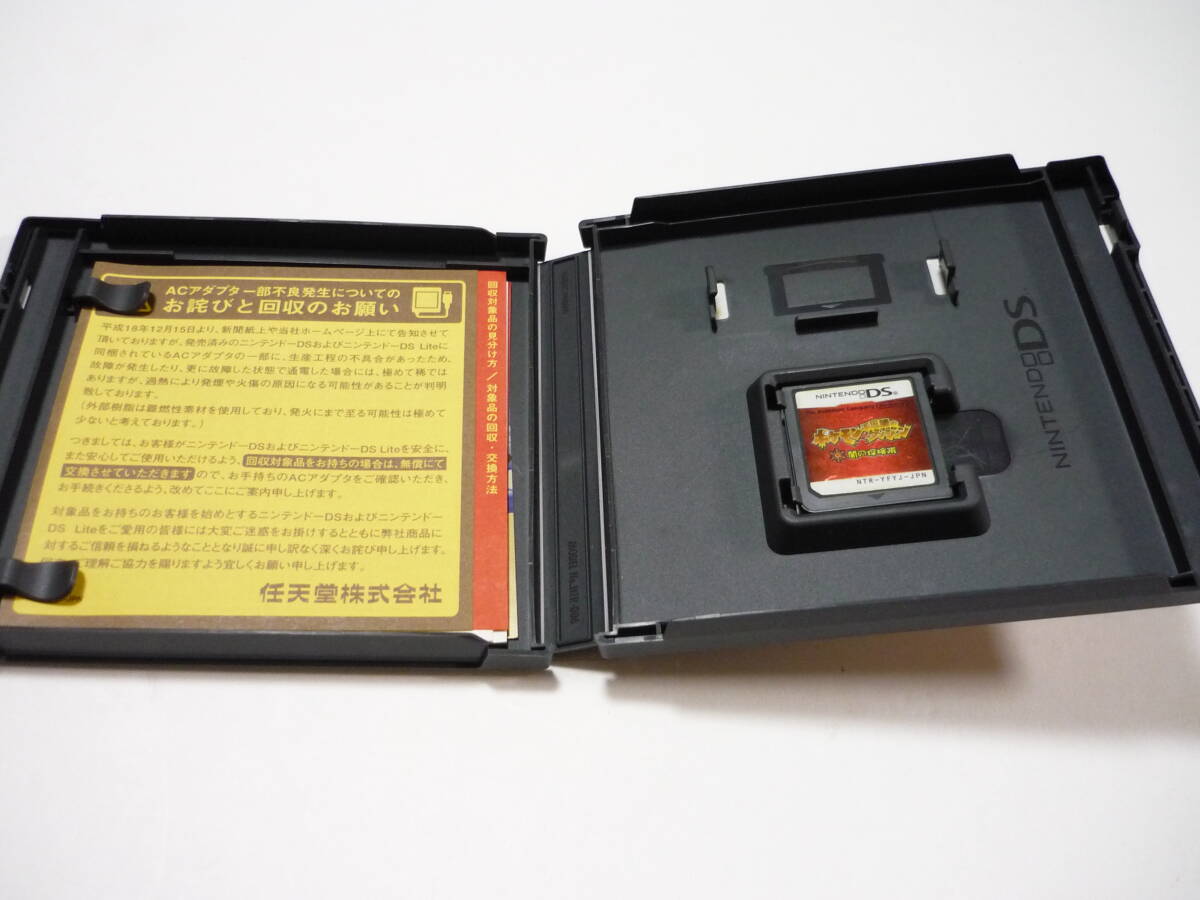 ACアダプター部不良発生についての
お詫びと回収のお願い
平成18年12月15日より、新聞紙上や当社ホームページ上にて告知させて
頂いておりますが、発売済みのニンテンドーDSおよびニンテンドーDS Liteに
同梱されているACアダプタの一部に、生産工程の不具合があったため、
故障が発生したり、更に故障した状態で通電した場合には、極めて稀では
ありますが、過熱により発煙や火傷の原因になる可能性があることが判明
致しております。
(外部樹脂は難燃性素材を使用しており、発火にまで至る可能性は極めて
少ないと考えております。)
つきましては、お客様がニンテンドーDSおよびニンテンドーDS Liteを安全に、
また安心してご使用いただけるよう、回収対象品をお持ちの場合は、無償にて
交換させていただきますので、お手持ちのACアダプタをご確認いただき、
お手続きくださるよう、改めてここにご案内申し上げます。
対象品をお持ちのお客様を始めとするニンテンドーDSおよびニンテンドー
DS Liteをご愛用の皆様には大変ご迷惑をお掛けするとともに弊社商品に
対するご信頼を損ねるようなこととなり誠に申し訳なく深くお詫び申し上げます。
理解ご協力を賜りますよう宜しくお願い申し上げます。
任天堂株式会社
回収対象品の見分け方/対象品の回収・交換方法
NINTENDO DS
ポケモン不思議のダンジョン
闇の探検隊
NTR-YFYJ-JPN
NINTENDO DS